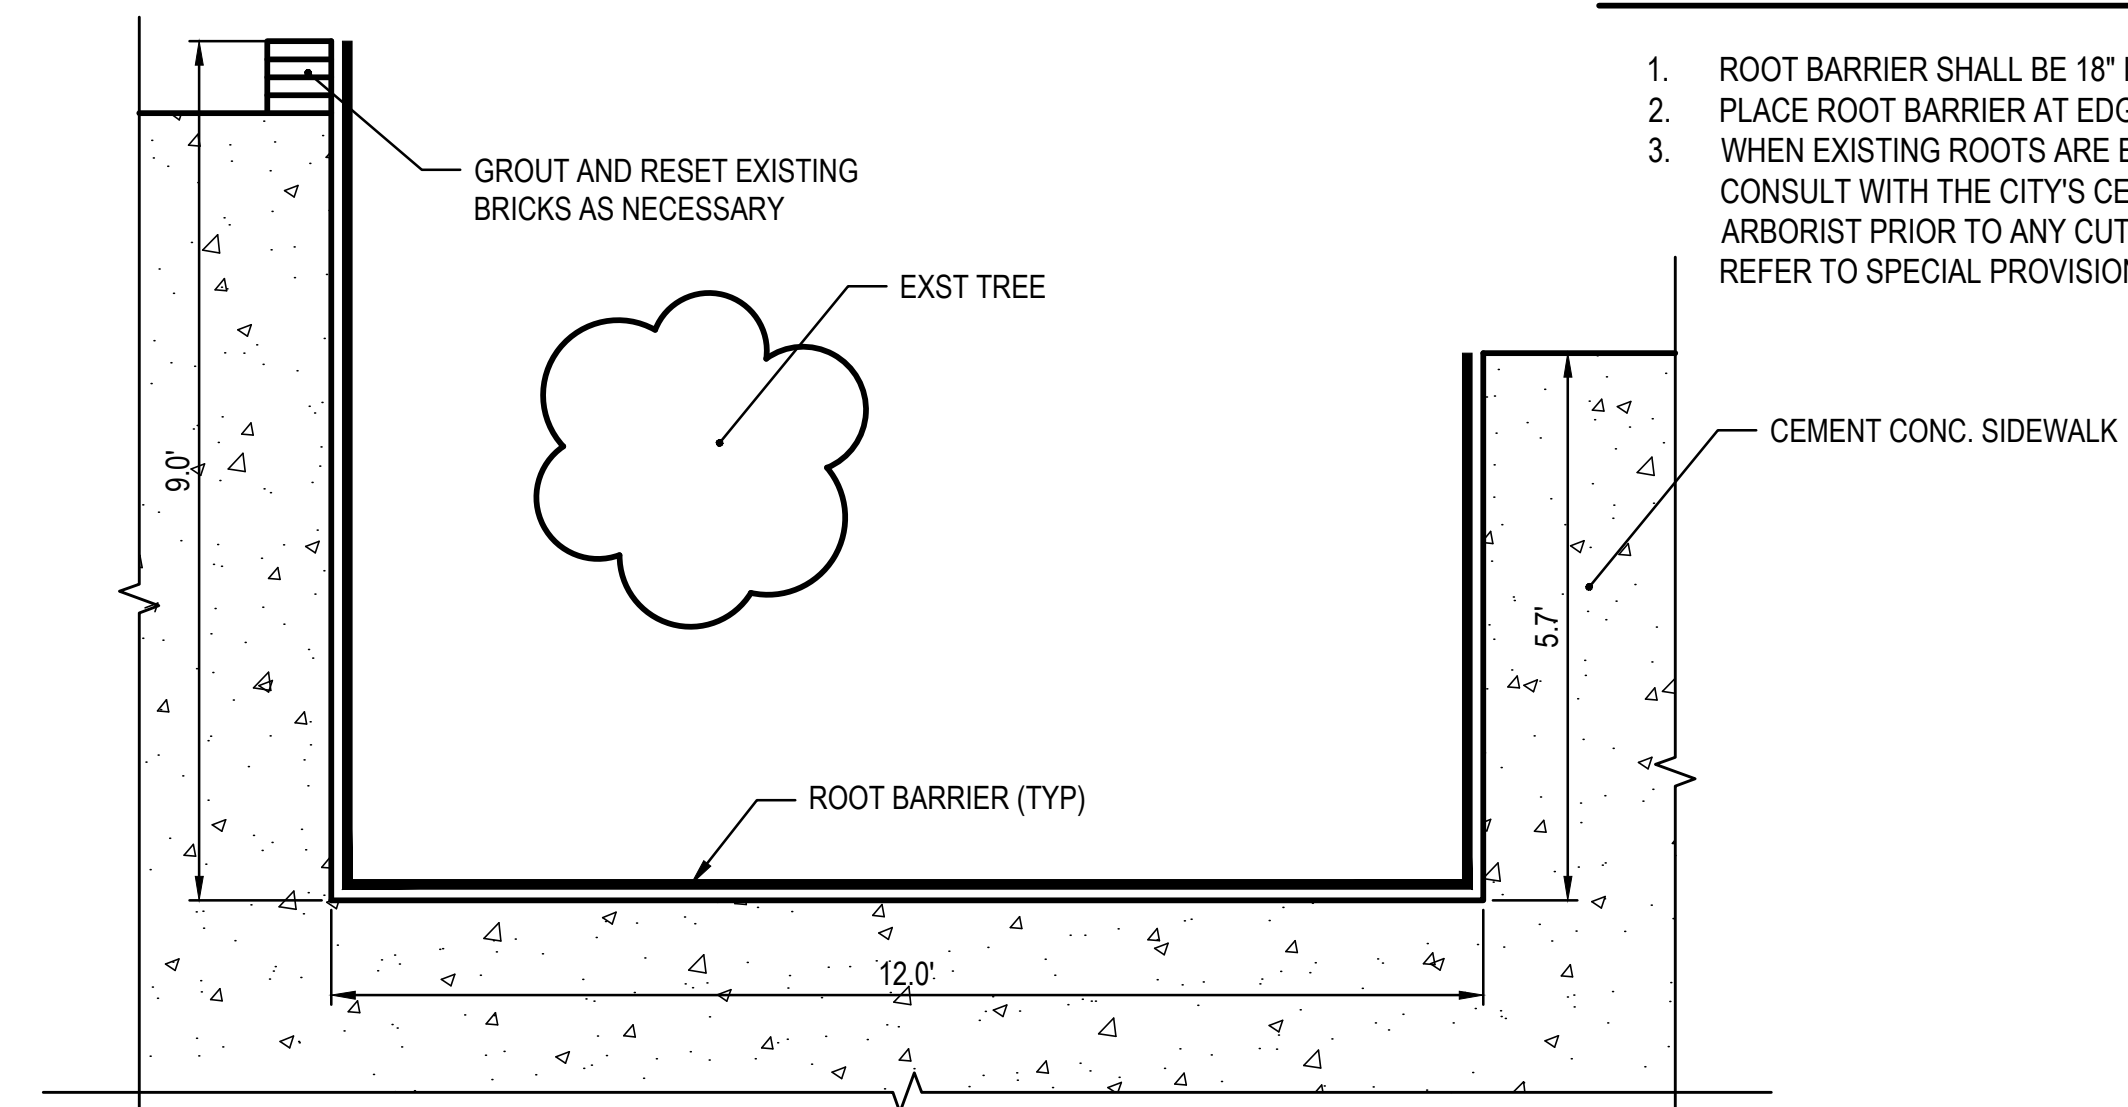 GROUT AND RESET EXISTING
BRICKS AS NECESSARY
EXST TREE
9.0'
ROOT BARRIER (TYP)
12.0'
5.7'
CEMENT CONC. SIDEWALK
1. ROOT BARRIER SHALL BE 18"
2. PLACE ROOT BARRIER AT
3. WHEN EXISTING ROOTS ARE
CONSULT WITH THE CITY'S
ARBORIST PRIOR TO ANY
REFER TO SPECIAL